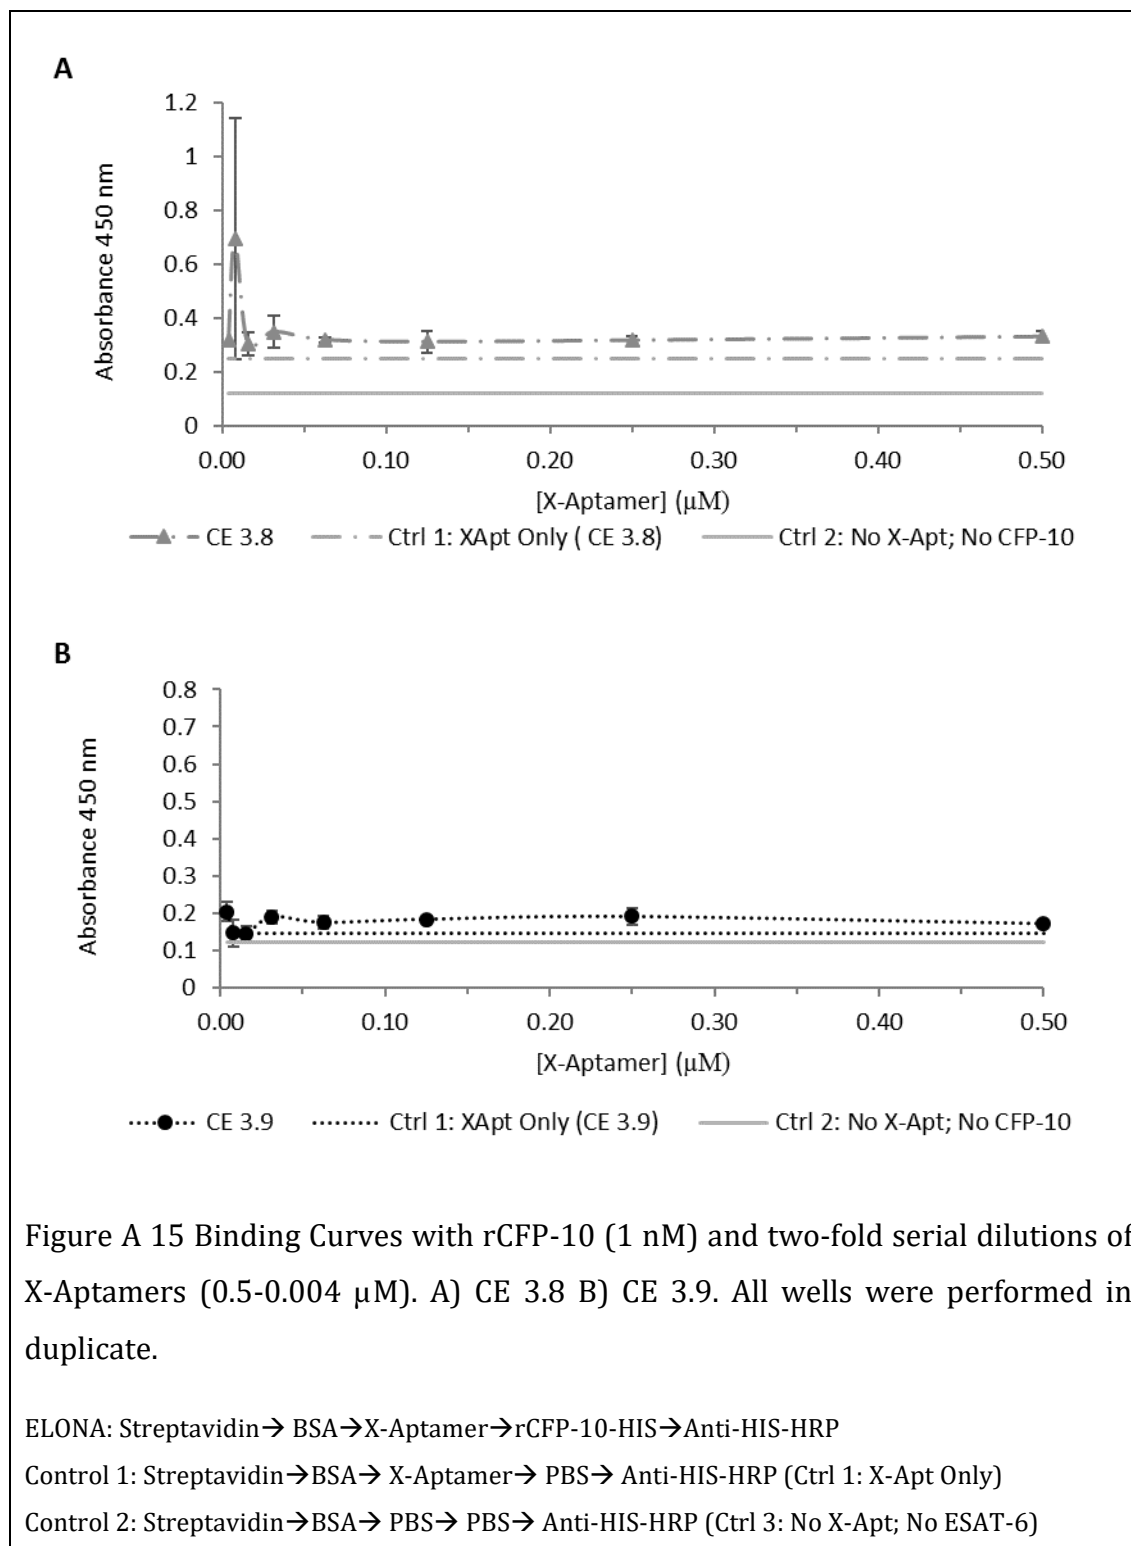 A
1.2
1
0.8
0.6
0.4
0.2
0
Absorbance 450 nm
0.00 0.10 0.20 0.30 0.40 0.50
[X-Aptamer] (μM)
CE 3.8 Ctrl 1: XApt Only ( CE 3.8) Ctrl 2: No X-Apt; No CFP-10
B
0.8
0.7
0.6
0.5
0.4
0.3
0.2
0.1
0
Absorbance 450 nm
0.00 0.10 0.20 0.30 0.40 0.50
[X-Aptamer] (μM)
CE 3.9 Ctrl 1: XApt Only (CE 3.9) Ctrl 2: No X-Apt; No CFP-10
Figure A 15 Binding Curves with rCFP-10 (1 nM) and two-fold serial dilutions of
X-Aptamers (0.5-0.004 μM). A) CE 3.8 B) CE 3.9. All wells were performed in
duplicate.
ELONA: Streptavidin→ BSA→X-Aptamer→rCFP-10-HIS→Anti-HIS-HRP
Control 1: Streptavidin→BSA→ X-Aptamer→ PBS→ Anti-HIS-HRP (Ctrl 1: X-Apt Only)
Control 2: Streptavidin→BSA→ PBS→ PBS→ Anti-HIS-HRP (Ctrl 3: No X-Apt; No ESAT-6)